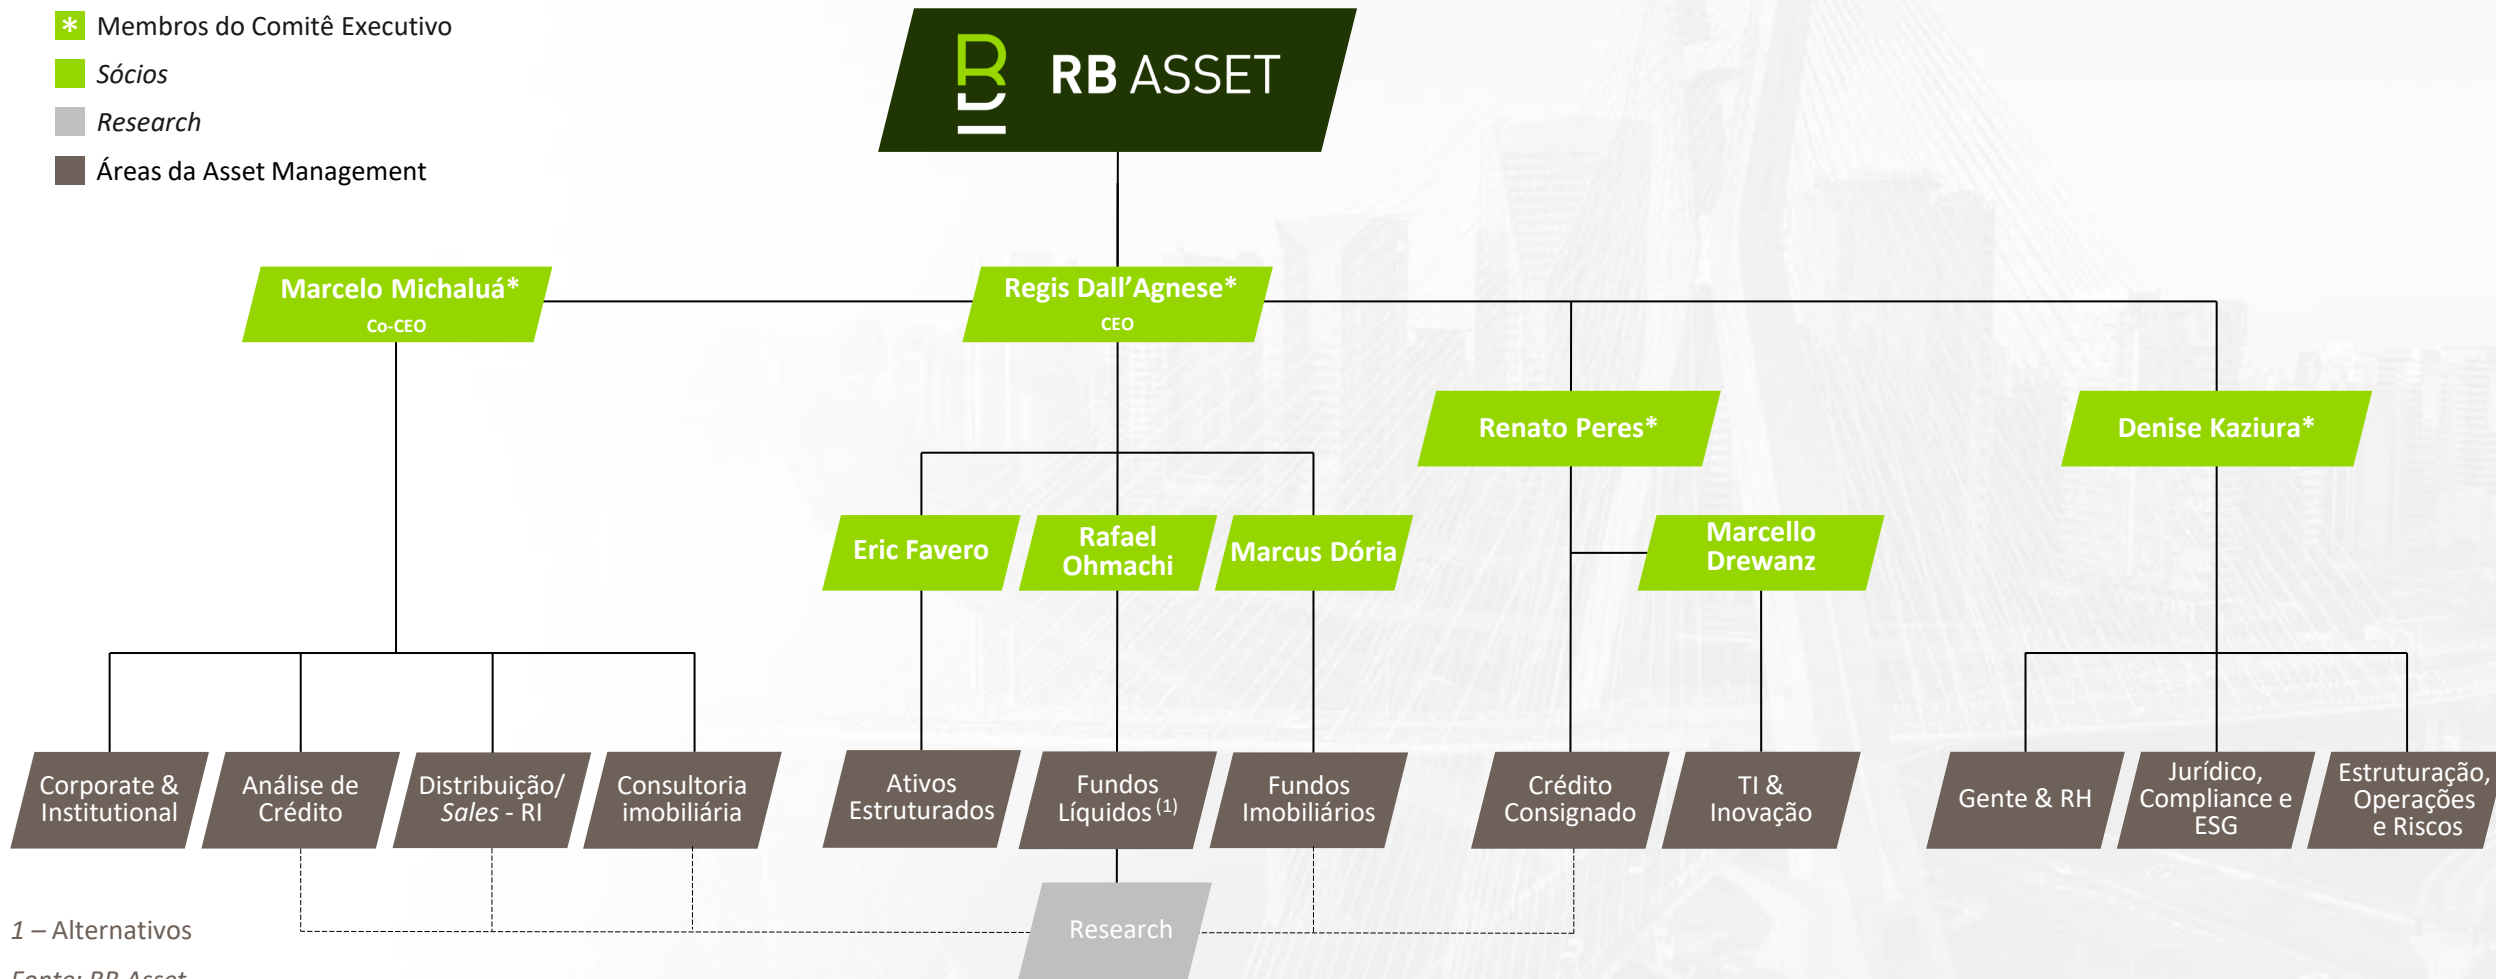 * Membros do Comitê Executivo
Sócios
Research
Áreas da Asset Management
RB ASSET
Marcelo Michaluá*
Co-CEO
Regis Dall’Agnese*
CEO
Renato Peres*
Denise Kaziura*
Eric Favero
Rafael
Ohmachi
Marcus Dória
Marcello
Drewanz
Corporate &
Institutional
Análise de
Crédito
Distribuição/
Sales - RI
Consultoria
imobiliária
Ativos
Estruturados
Fundos
Líquidos (1)
Fundos
Imobiliários
Crédito
Consignado
TI &
Inovação
Gente & RH
Jurídico,
Compliance e
ESG
Estruturação,
Operações
e Riscos
Research
1 – Alternativos
Fonte: RB Asset